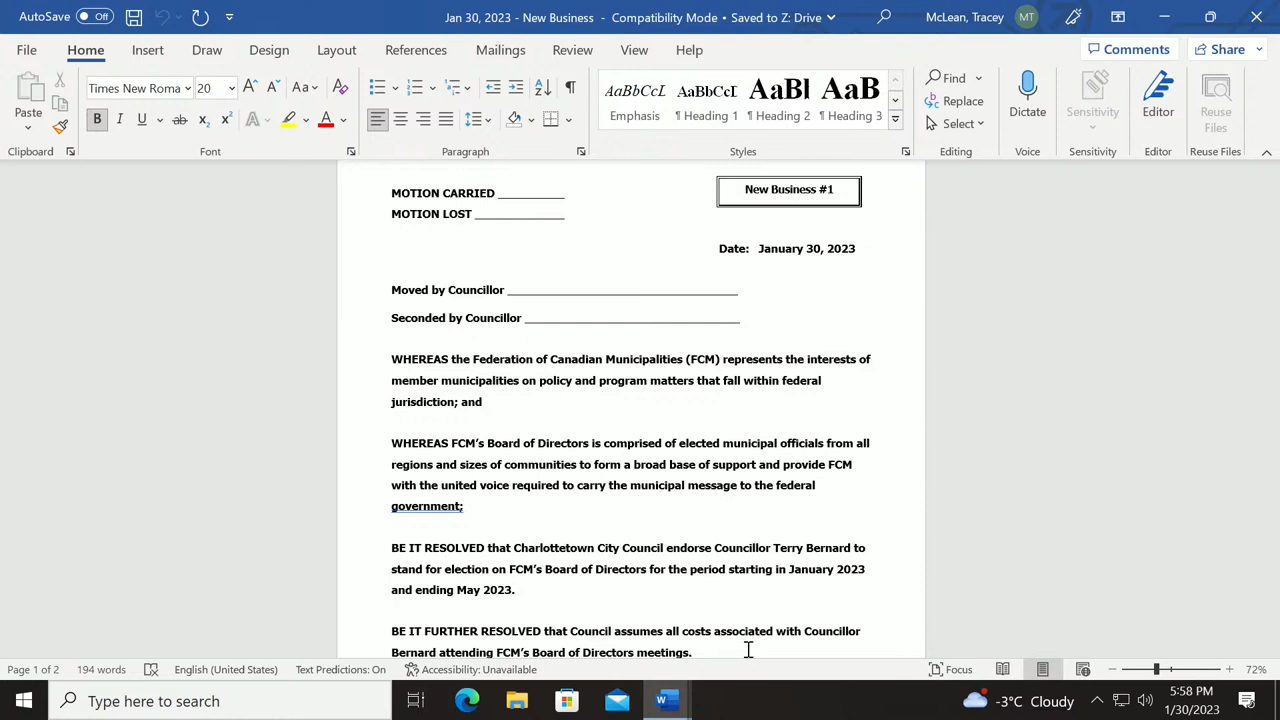 AutoSave Off Jan 30, 2023 - New Business - Compatibility Mode • Saved to Z: Drive McLean, Tracey MT
File Home Insert Draw Design Layout References Mailings Review View Help Comments Share
Paste Times New Roma 20 Aa A B I U ab x₂ x² A A
AaBbCcL AaBbCcI AaBl AaB
Emphasis ¶ Heading 1 ¶ Heading 2 ¶ Heading 3
Find
Replace
Select
Dictate Sensitivity Editor Reuse Files
Clipboard Font Paragraph Styles Editing Voice Sensitivity Editor Reuse Files
MOTION CARRIED __________
MOTION LOST ______________
New Business #1
Date: January 30, 2023
Moved by Councillor ___________________________________
Seconded by Councillor _________________________________
WHEREAS the Federation of Canadian Municipalities (FCM) represents the interests of
member municipalities on policy and program matters that fall within federal
jurisdiction; and
WHEREAS FCM’s Board of Directors is comprised of elected municipal officials from all
regions and sizes of communities to form a broad base of support and provide FCM
with the united voice required to carry the municipal message to the federal
government;
BE IT RESOLVED that Charlottetown City Council endorse Councillor Terry Bernard to
stand for election on FCM’s Board of Directors for the period starting in January 2023
and ending May 2023.
BE IT FURTHER RESOLVED that Council assumes all costs associated with Councillor
Bernard attending FCM’s Board of Directors meetings.
Page 1 of 2 194 words English (United States) Text Predictions: On Accessibility: Unavailable Focus 72%
Type here to search -3°C Cloudy 5:58 PM
1/30/2023